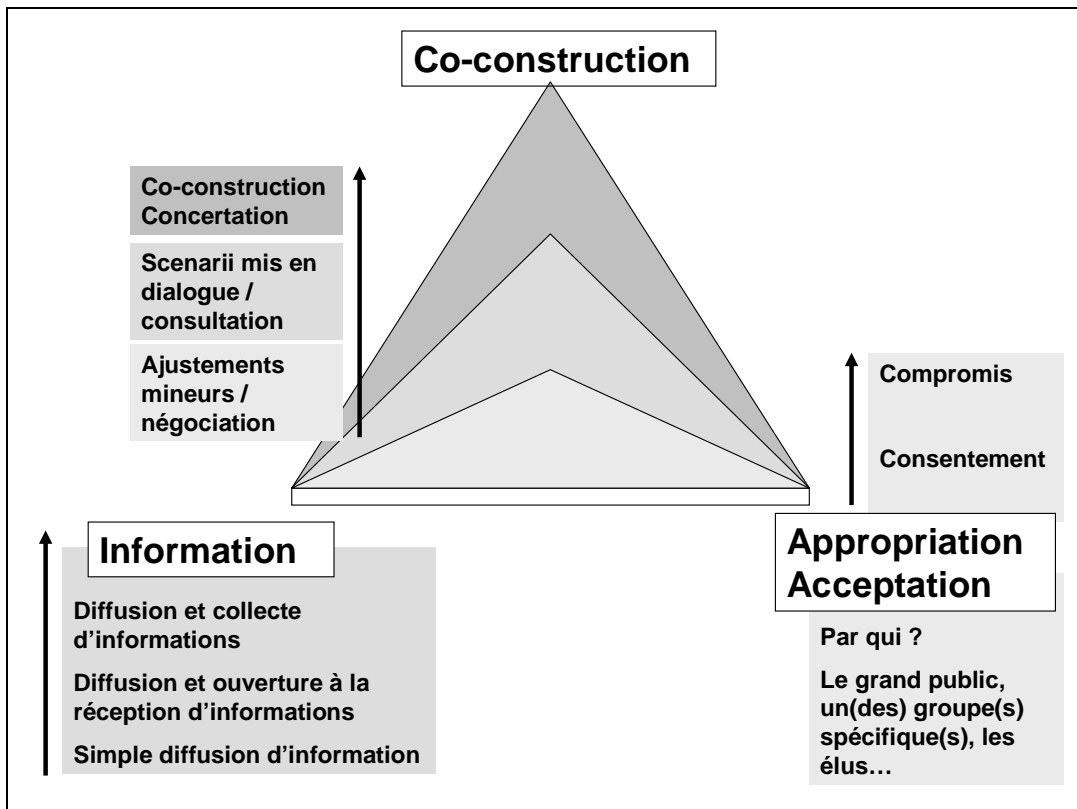 Co-construction
Co-construction
Concertation
Scenarii mis en
dialogue /
consultation
Ajustements
mineurs /
négociation
Compromis
Consentement
Information
Diffusion et collecte
d’informations
Diffusion et ouverture à la
réception d’informations
Simple diffusion d’information
Appropriation
Acceptation
Par qui ?
Le grand public,
un(des) groupe(s)
spécifique(s), les
élus…